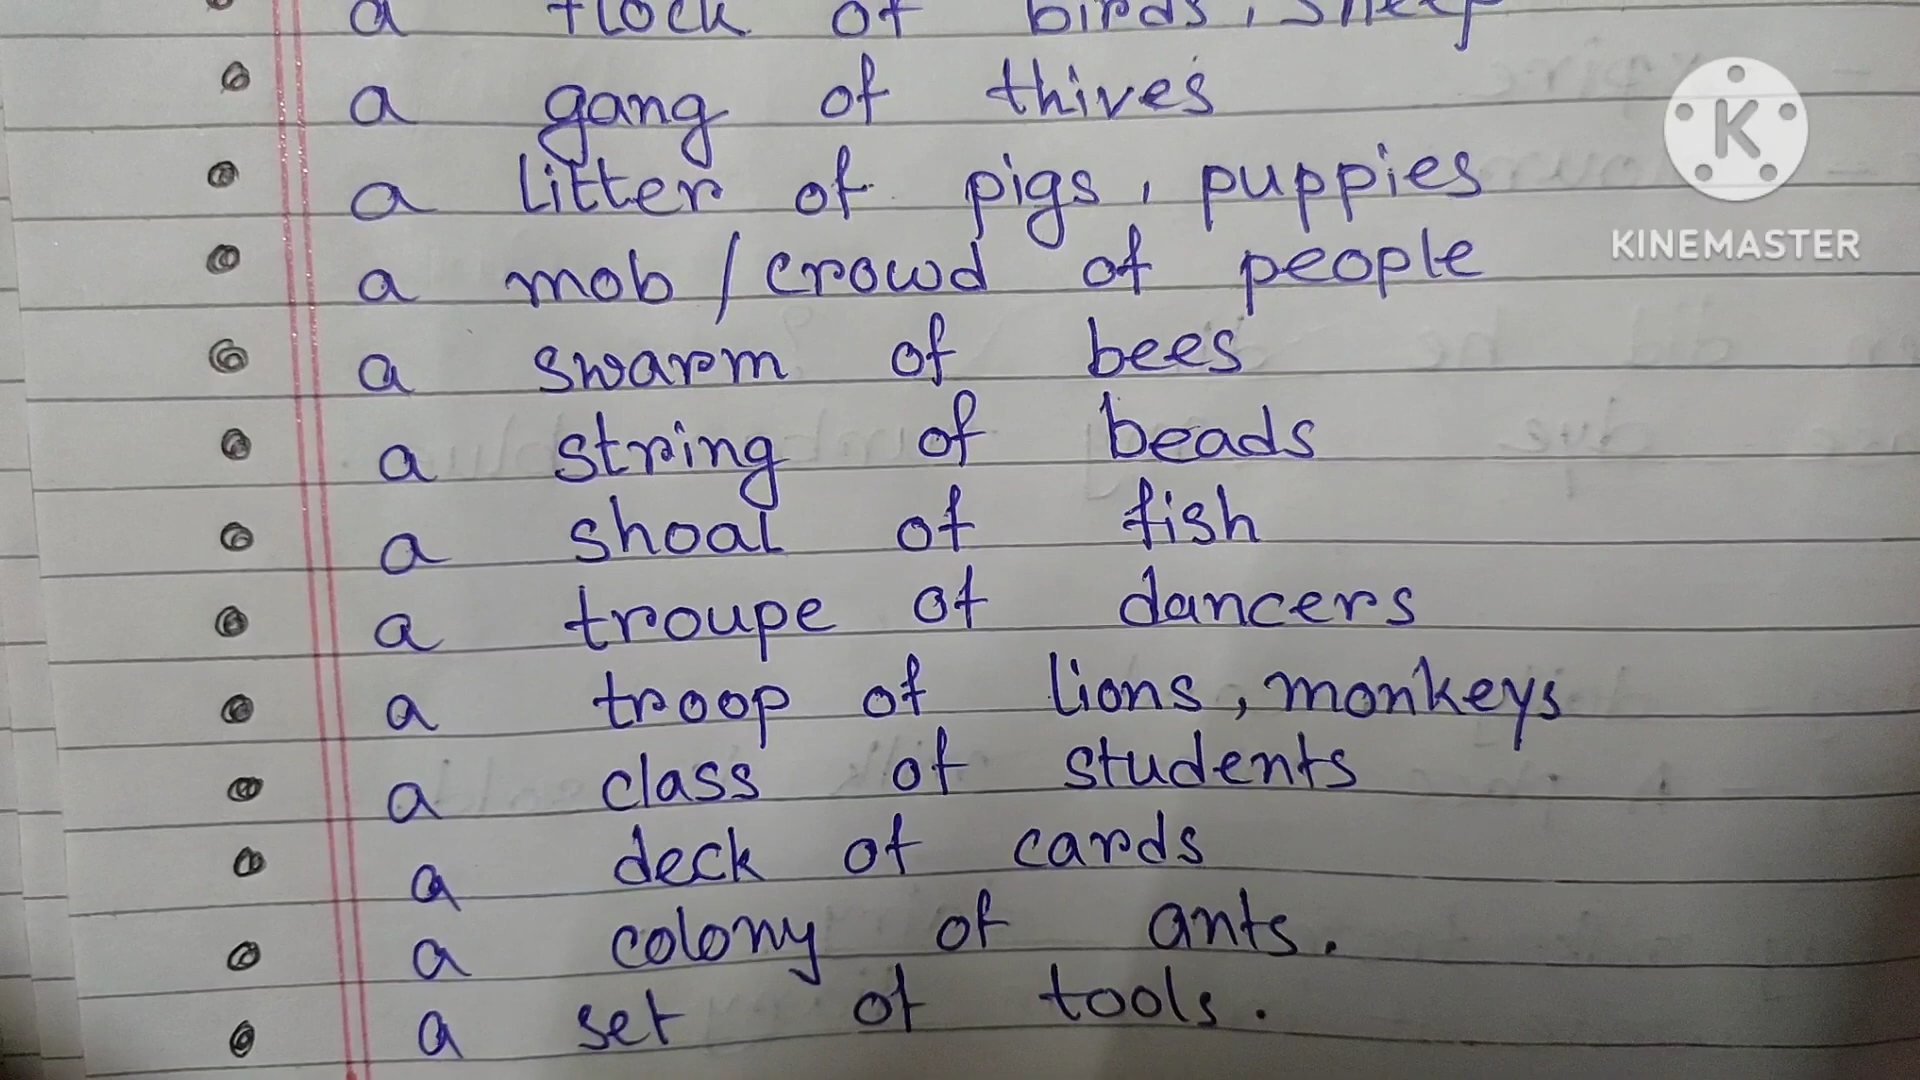 a flock of birds, sheep
a gang of thives
a litter of pigs, puppies
a mob/crowd of people
a swarm of bees
a string of beads
a shoal of fish
a troupe of dancers
a troop of lions, monkeys
a class of students
a deck of cards
a colony of ants.
a set of tools.
K
KINEMASTER